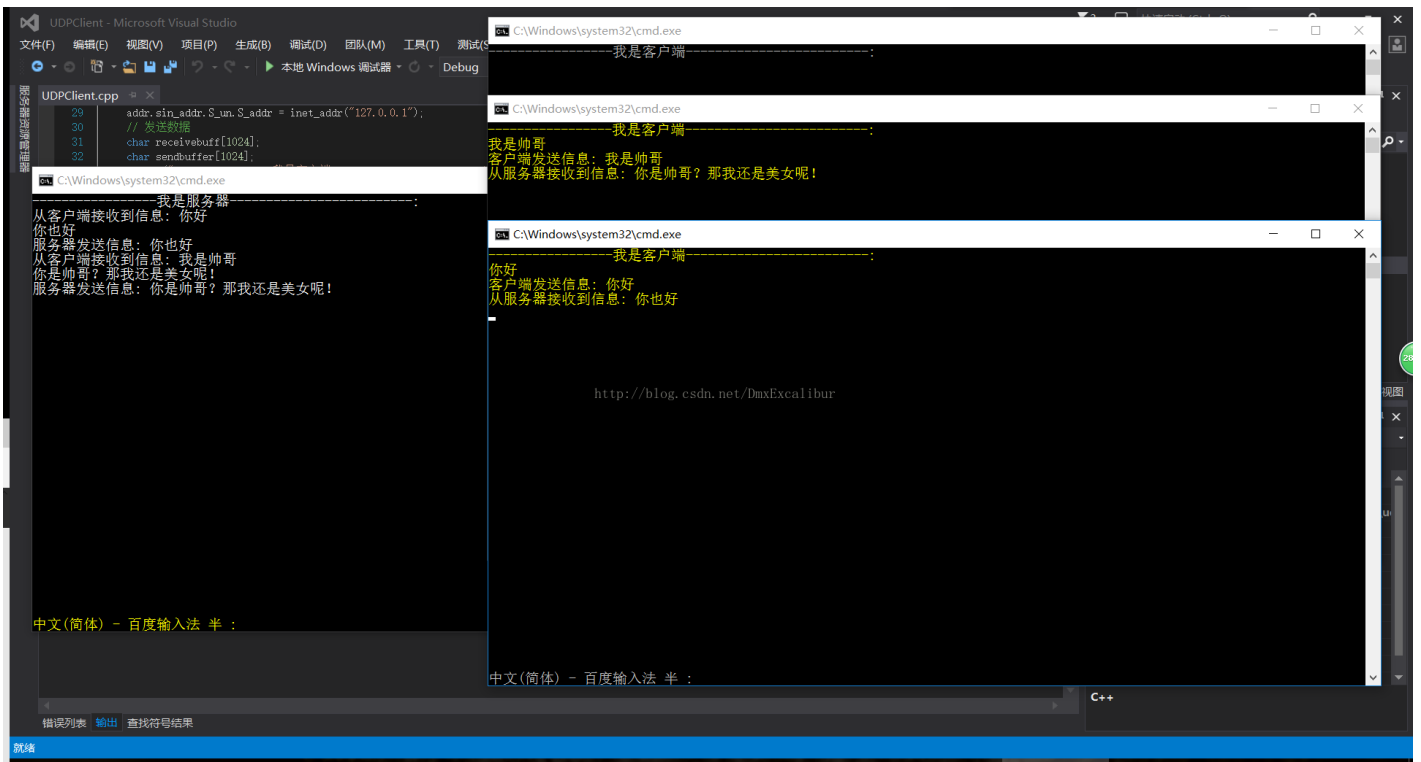 UDPClient - Microsoft Visual Studio
文件(F) 编辑(E) 视图(V) 项目(P) 生成(B) 调试(D) 团队(M) 工具(T) 测试(S
本地 Windows 调试器 Debug
服务器资源管理器
UDPClient.cpp
29 addr.sin_addr.S_un.S_addr = inet_addr("127.0.0.1");
30 // 发送数据
31 char receivebuff[1024];
32 char sendbuffer[1024];
C:\Windows\system32\cmd.exe
-----------------我是服务器-------------------------:
从客户端接收到信息: 你好
你也好
服务器发送信息: 你也好
从客户端接收到信息: 我是帅哥
你是帅哥? 那我还是美女呢!
服务器发送信息: 你是帅哥? 那我还是美女呢!
中文(简体) - 百度输入法 半 :
C:\Windows\system32\cmd.exe
-----------------我是客户端-------------------------:
C:\Windows\system32\cmd.exe
-----------------我是客户端-------------------------:
我是帅哥
客户端发送信息: 我是帅哥
从服务器接收到信息: 你是帅哥? 那我还是美女呢!
C:\Windows\system32\cmd.exe
-----------------我是客户端-------------------------:
你好
客户端发送信息: 你好
从服务器接收到信息: 你也好
http://blog.csdn.net/DmxExcalibur
中文(简体) - 百度输入法 半 :
28
视图
C++
错误列表 输出 查找符号结果
就绪